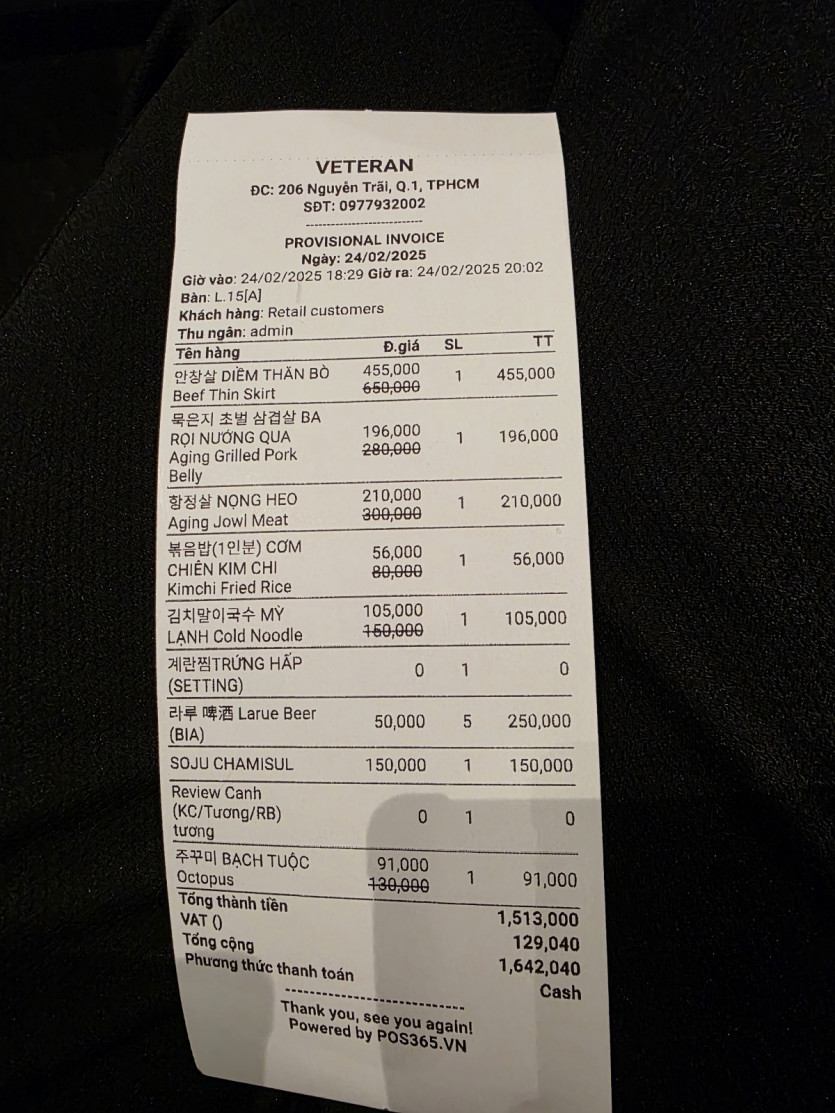 VETERAN
ĐC: 206 Nguyễn Trãi, Q.1, TPHCM
SĐT: 0977932002
PROVISIONAL INVOICE
Ngày: 24/02/2025
Giờ vào: 24/02/2025 18:29 Giờ ra: 24/02/2025 20:02
Bàn: L.15[A]
Khách hàng: Retail customers
Thu ngân: admin
Tên hàng Đ.giá SL TT
안창살 DIỀM THĂN BÒ 455,000 1 455,000
Beef Thin Skirt 650,000
묵은지 초벌 삼겹살 BA
RỌI NƯỚNG QUA 196,000 1 196,000
Aging Grilled Pork 280,000
Belly
항정살 NỌNG HEO 210,000 1 210,000
Aging Jowl Meat 300,000
볶음밥(1인분) CƠM 56,000 1 56,000
CHIÊN KIM CHI 80,000
Kimchi Fried Rice
김치말이국수 MỲ 105,000 1 105,000
LẠNH Cold Noodle 150,000
계란찜TRỨNG HẤP 0 1 0
(SETTING)
라루 啤酒 Larue Beer 50,000 5 250,000
(BIA)
SOJU CHAMISUL 150,000 1 150,000
Review Canh
(KC/Tương/RB) 0 1 0
tương
주꾸미 BẠCH TUỘC 91,000 1 91,000
Octopus 130,000
Tổng thành tiền 1,513,000
VAT () 129,040
Tổng cộng 1,642,040
Phương thức thanh toán Cash
Thank you, see you again!
Powered by POS365.VN